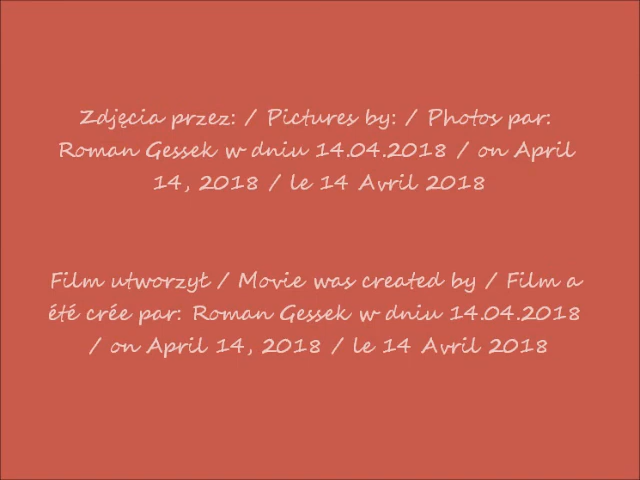 Zdjęcia przez: / Pictures by: / Photos par:
Roman Gessek w dniu 14.04.2018 / on April
14, 2018 / le 14 Avril 2018
Film utworzył / Movie was created by / Film a
été crée par: Roman Gessek w dniu 14.04.2018
/ on April 14, 2018 / le 14 Avril 2018